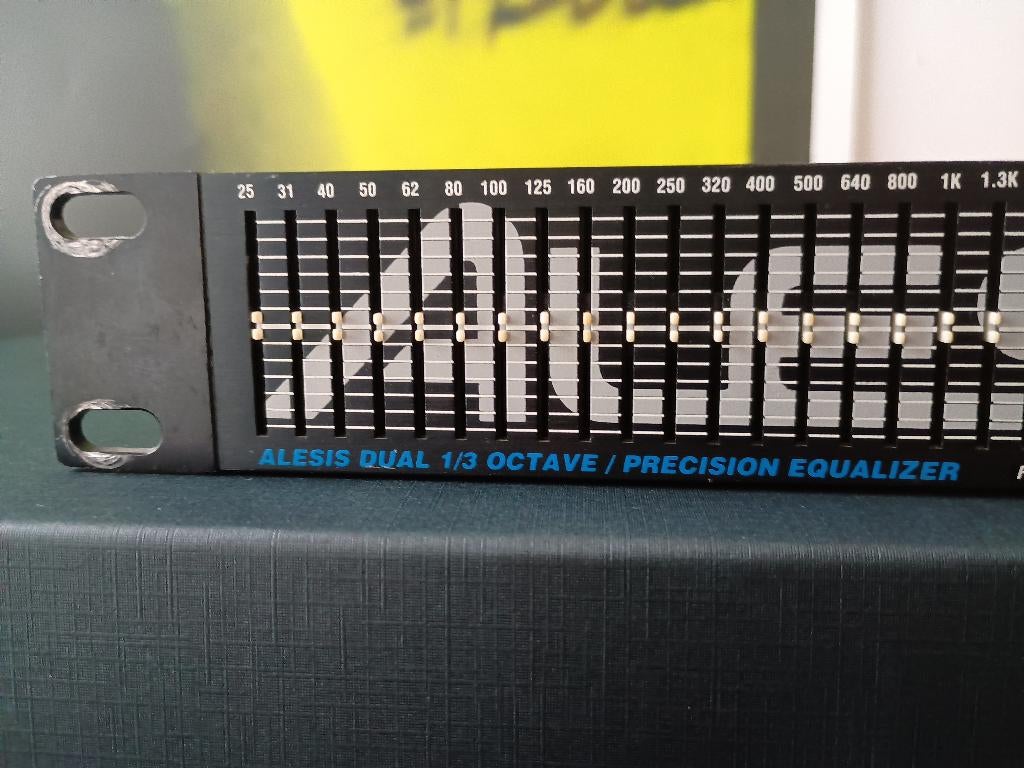 25 31 40 50 62 80 100 125 160 200 250 320 400 500 640 800 1K 1.3K
ALESIS
ALESIS DUAL 1/3 OCTAVE / PRECISION EQUALIZER